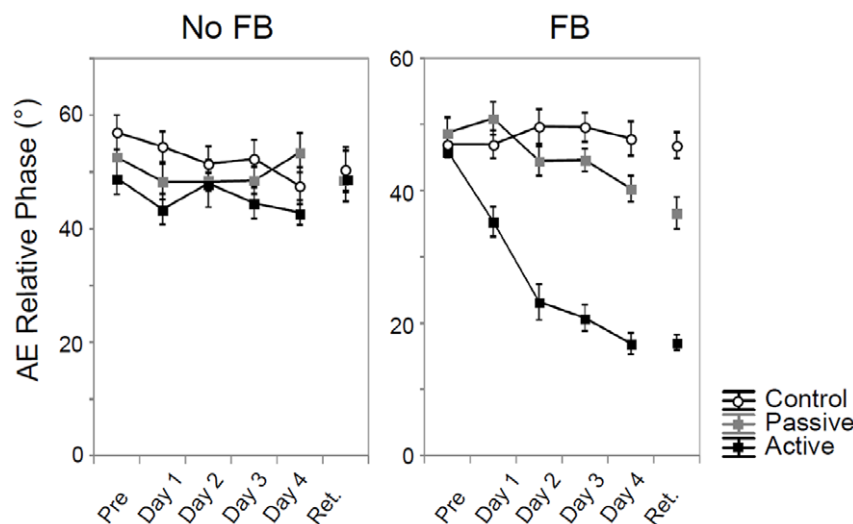 No FB
FB
AE Relative Phase (°)
60
40
20
0
60
40
20
0
Pre
Day 1
Day 2
Day 3
Day 4
Ret.
Pre
Day 1
Day 2
Day 3
Day 4
Ret.
Control
Passive
Active